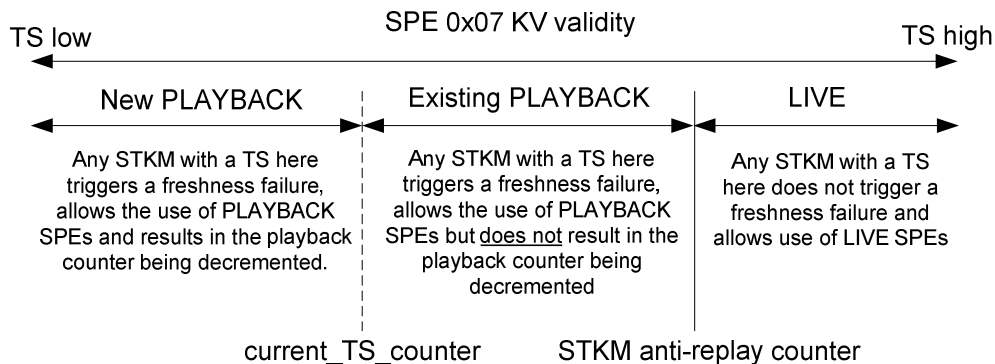 SPE 0x07 KV validity
TS low
TS high
New PLAYBACK
Existing PLAYBACK
LIVE
Any STKM with a TS here
triggers a freshness failure,
allows the use of PLAYBACK
SPEs and results in the playback
counter being decremented.
Any STKM with a TS here
triggers a freshness failure,
allows the use of PLAYBACK
SPEs but does not result in the
playback counter being
decremented
Any STKM with a TS
here does not trigger a
freshness failure and
allows use of LIVE SPEs
current_TS_counter
STKM anti-replay counter